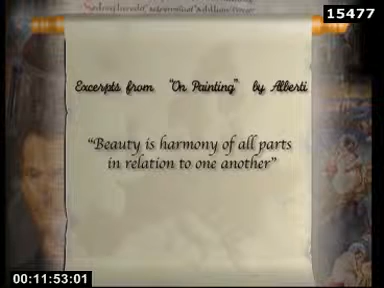 15477
Excerpts from "On Painting" by Alberti
"Beauty is harmony of all parts
in relation to one another"
00:11:53:01